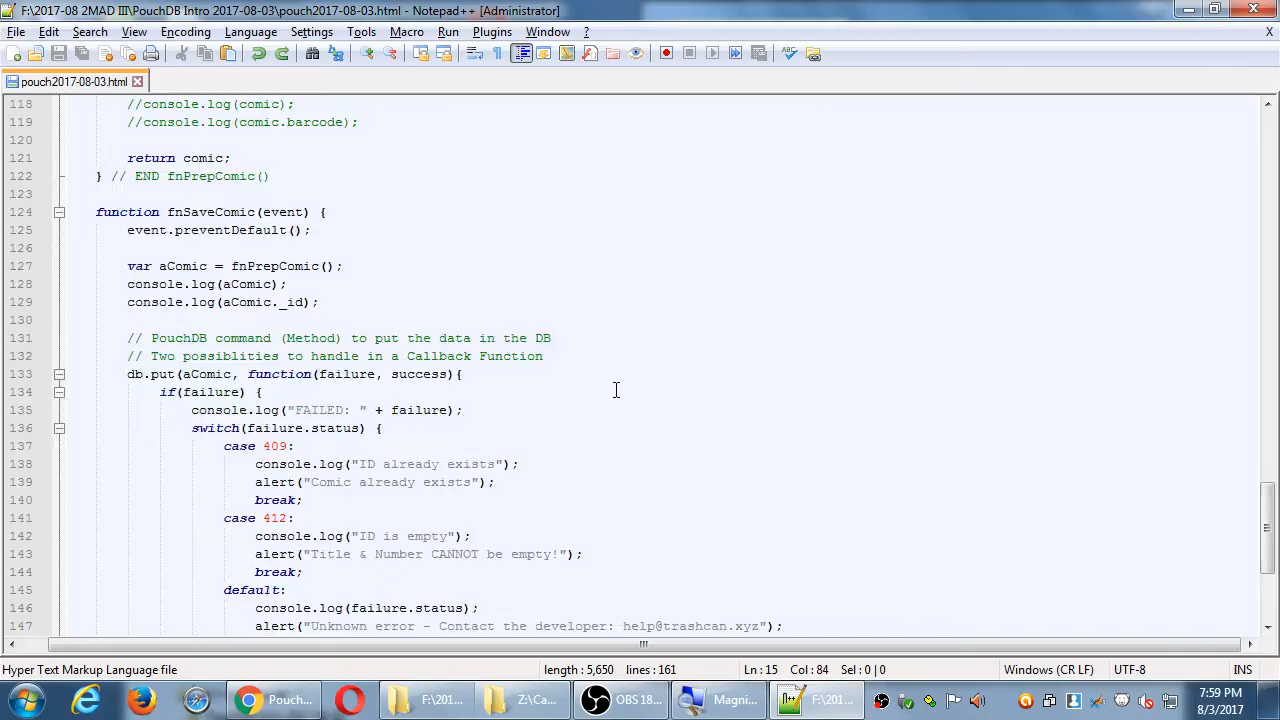 F:\2017-08 2MAD III\PouchDB Intro 2017-08-03\pouch2017-08-03.html - Notepad++ [Administrator]
File Edit Search View Encoding Language Settings Tools Macro Run Plugins Window ? X
pouch2017-08-03.html
118 //console.log(comic);
119 //console.log(comic.barcode);
120
121 return comic;
122 } // END fnPrepComic()
123
124 function fnSaveComic(event) {
125 event.preventDefault();
126
127 var aComic = fnPrepComic();
128 console.log(aComic);
129 console.log(aComic._id);
130
131 // PouchDB command (Method) to put the data in the DB
132 // Two possiblities to handle in a Callback Function
133 db.put(aComic, function(failure, success){
134 if(failure) {
135 console.log("FAILED: " + failure);
136 switch(failure.status) {
137 case 409:
138 console.log("ID already exists");
139 alert("Comic already exists");
140 break;
141 case 412:
142 console.log("ID is empty");
143 alert("Title & Number CANNOT be empty!");
144 break;
145 default:
146 console.log(failure.status);
147 alert("Unknown error - Contact the developer: help@trashcan.xyz");
Hyper Text Markup Language file length : 5,650 lines : 161 Ln : 15 Col : 84 Sel : 0 | 0 Windows (CR LF) UTF-8 INS
Pouch... F:\201... Z:\Ca... OBS 18... Magni... F:\201... 7:59 PM
8/3/2017